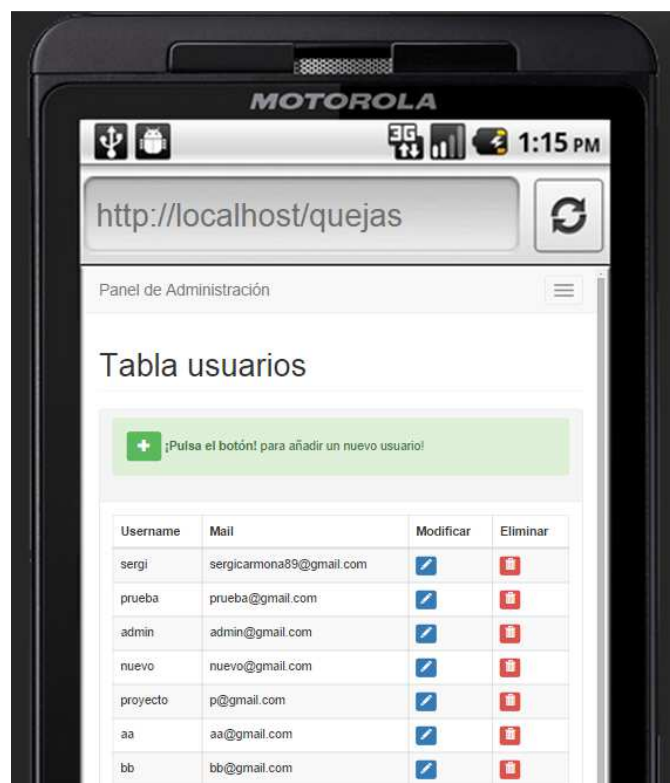 MOTOROLA
3G 1:15 PM
http://localhost/quejas
Panel de Administración
Tabla usuarios
+ ¡Pulsa el botón! para añadir un nuevo usuario!
Username Mail Modificar Eliminar
sergi sergicarmona89@gmail.com
prueba prueba@gmail.com
admin admin@gmail.com
nuevo nuevo@gmail.com
proyecto p@gmail.com
aa aa@gmail.com
bb bb@gmail.com